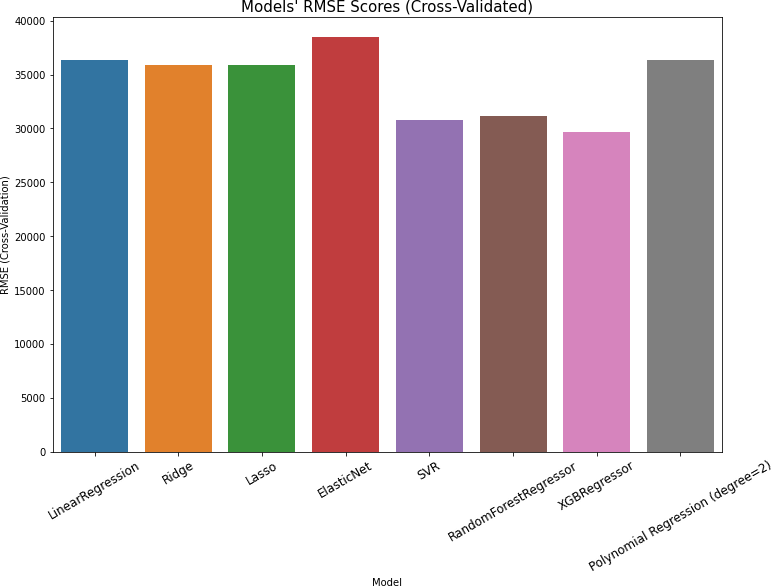 Models' RMSE Scores (Cross-Validated)
RMSE (Cross-Validation)
40000
35000
30000
25000
20000
15000
10000
5000
0
LinearRegression
Ridge
Lasso
ElasticNet
SVR
RandomForestRegressor
XGBRegressor
Polynomial Regression (degree=2)
Model